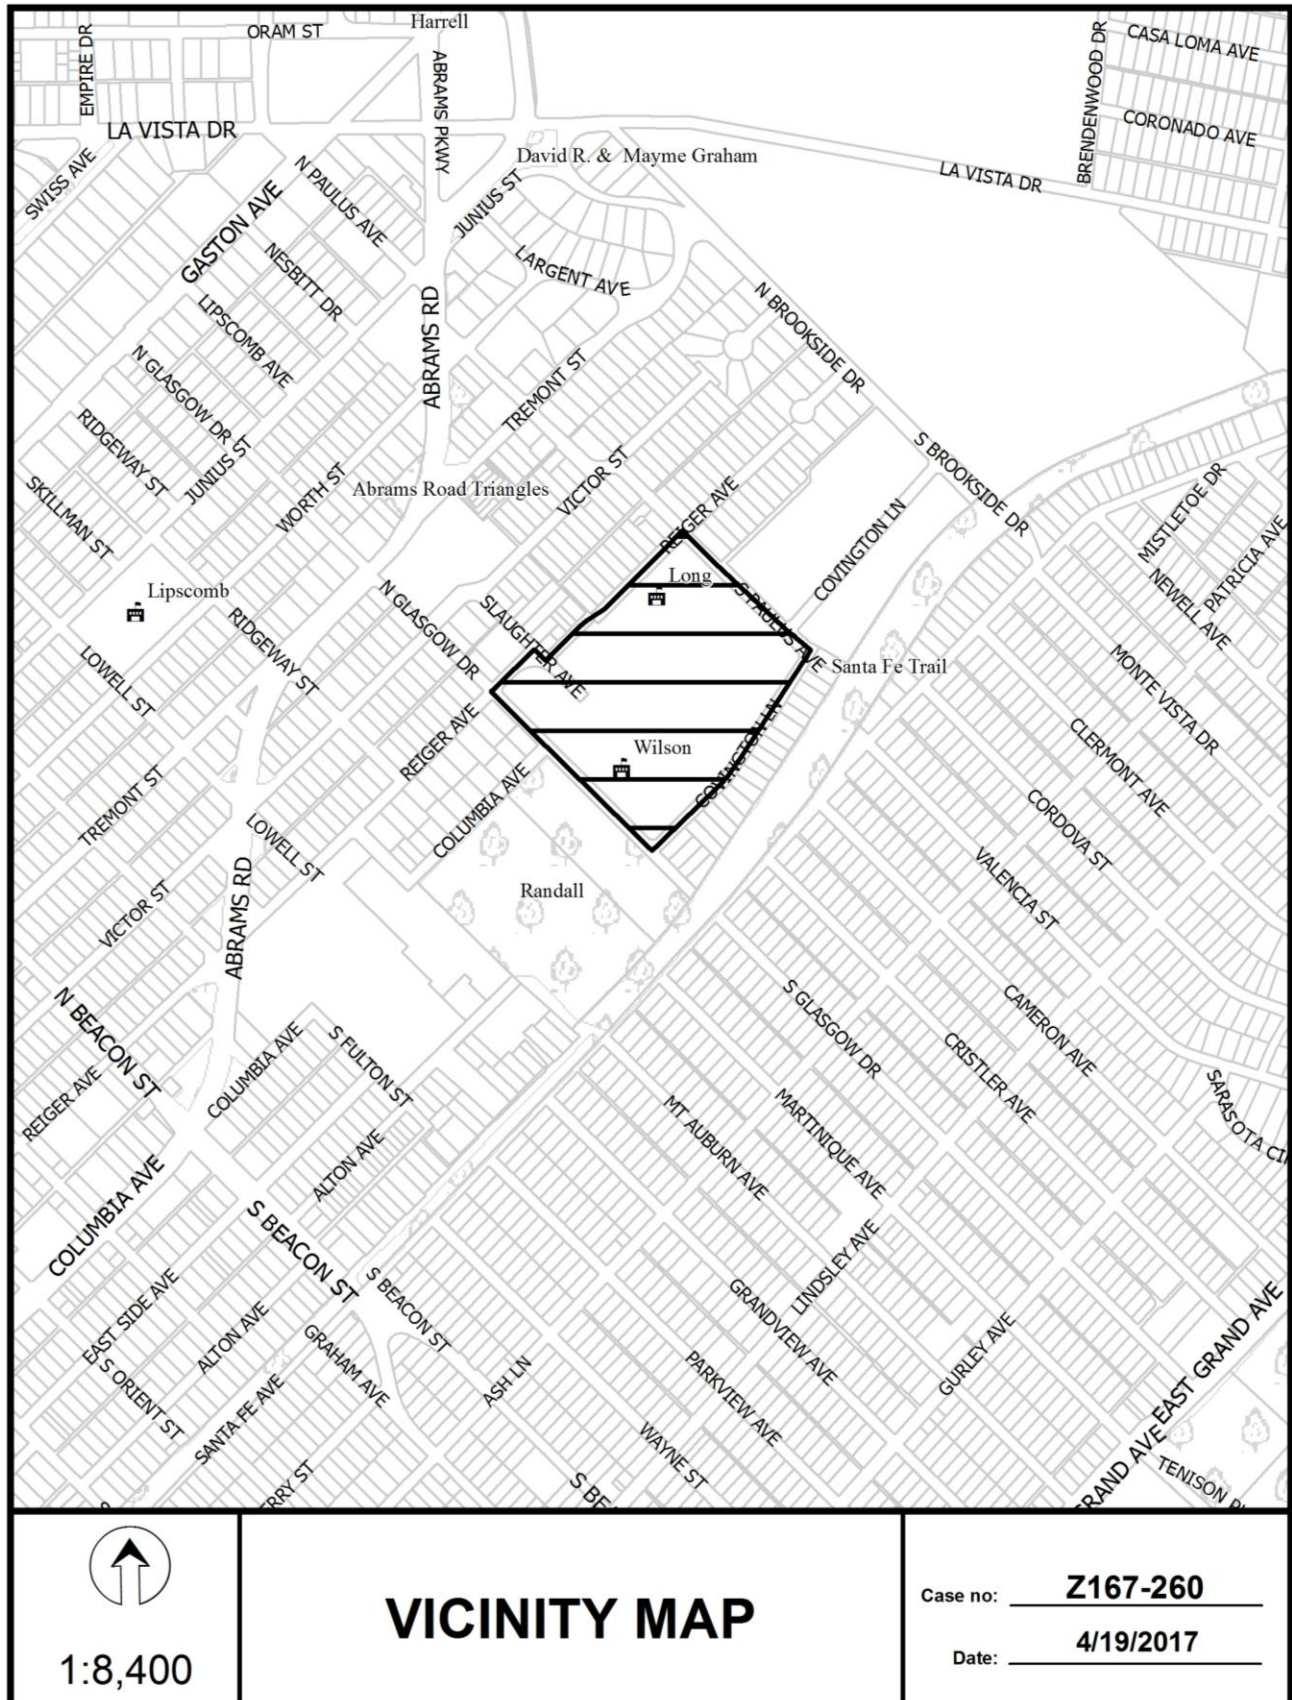 Harrell
ORAM ST
EMPIRE DR
ABRAMS PKWY
CASA LOMA AVE
BRENDENWOOD DR
CORONADO AVE
LA VISTA DR
David R. & Mayme Graham
LA VISTA DR
SWISS AVE
N PAULUS AVE
JUNIUS ST
GASTON AVE
NESBITT DR
LARGENT AVE
LIPSCOMB AVE
ABRAMS RD
N BROOKSIDE DR
N GLASGOW DR
TREMONT ST
RIDGEWAY ST
JUNIUS ST
S BROOKSIDE DR
SKILLMAN ST
WORTH ST
Abrams Road Triangles
VICTOR ST
REIGER AVE
MISTLETOE DR
COVINGTON LN
PATRICIA AVE
Long
Lipscomb
N GLASGOW DR
SLAUGHTER AVE
S PAULUS AVE
NEWELL AVE
RIDGEWAY ST
Santa Fe Trail
LOWELL ST
MONTE VISTA DR
REIGER AVE
Wilson
COVINGTON LN
CLERMONT AVE
TREMONT ST
COLUMBIA AVE
CORDOVA ST
LOWELL ST
VALENCIA ST
Randall
VICTOR ST
ABRAMS RD
N BEACON ST
S GLASGOW DR
CAMERON AVE
COLUMBIA AVE
S FULTON ST
CRISTLER AVE
REIGER AVE
SARASOTA CI
MT AUBURN AVE
MARTINIQUE AVE
ALTON AVE
COLUMBIA AVE
S BEACON ST
LINDSLEY AVE
EAST SIDE AVE
S BEACON ST
GRANDVIEW AVE
ALTON AVE
GRAHAM AVE
GURLEY AVE
EAST GRAND AVE
S ORIENT ST
ASH LN
PARKVIEW AVE
SANTA FE AVE
WAYNE ST
RRY ST
S BE
GRAND AVE
TENISON
VICINITY MAP
1:8,400
Case no: Z167-260
Date: 4/19/2017